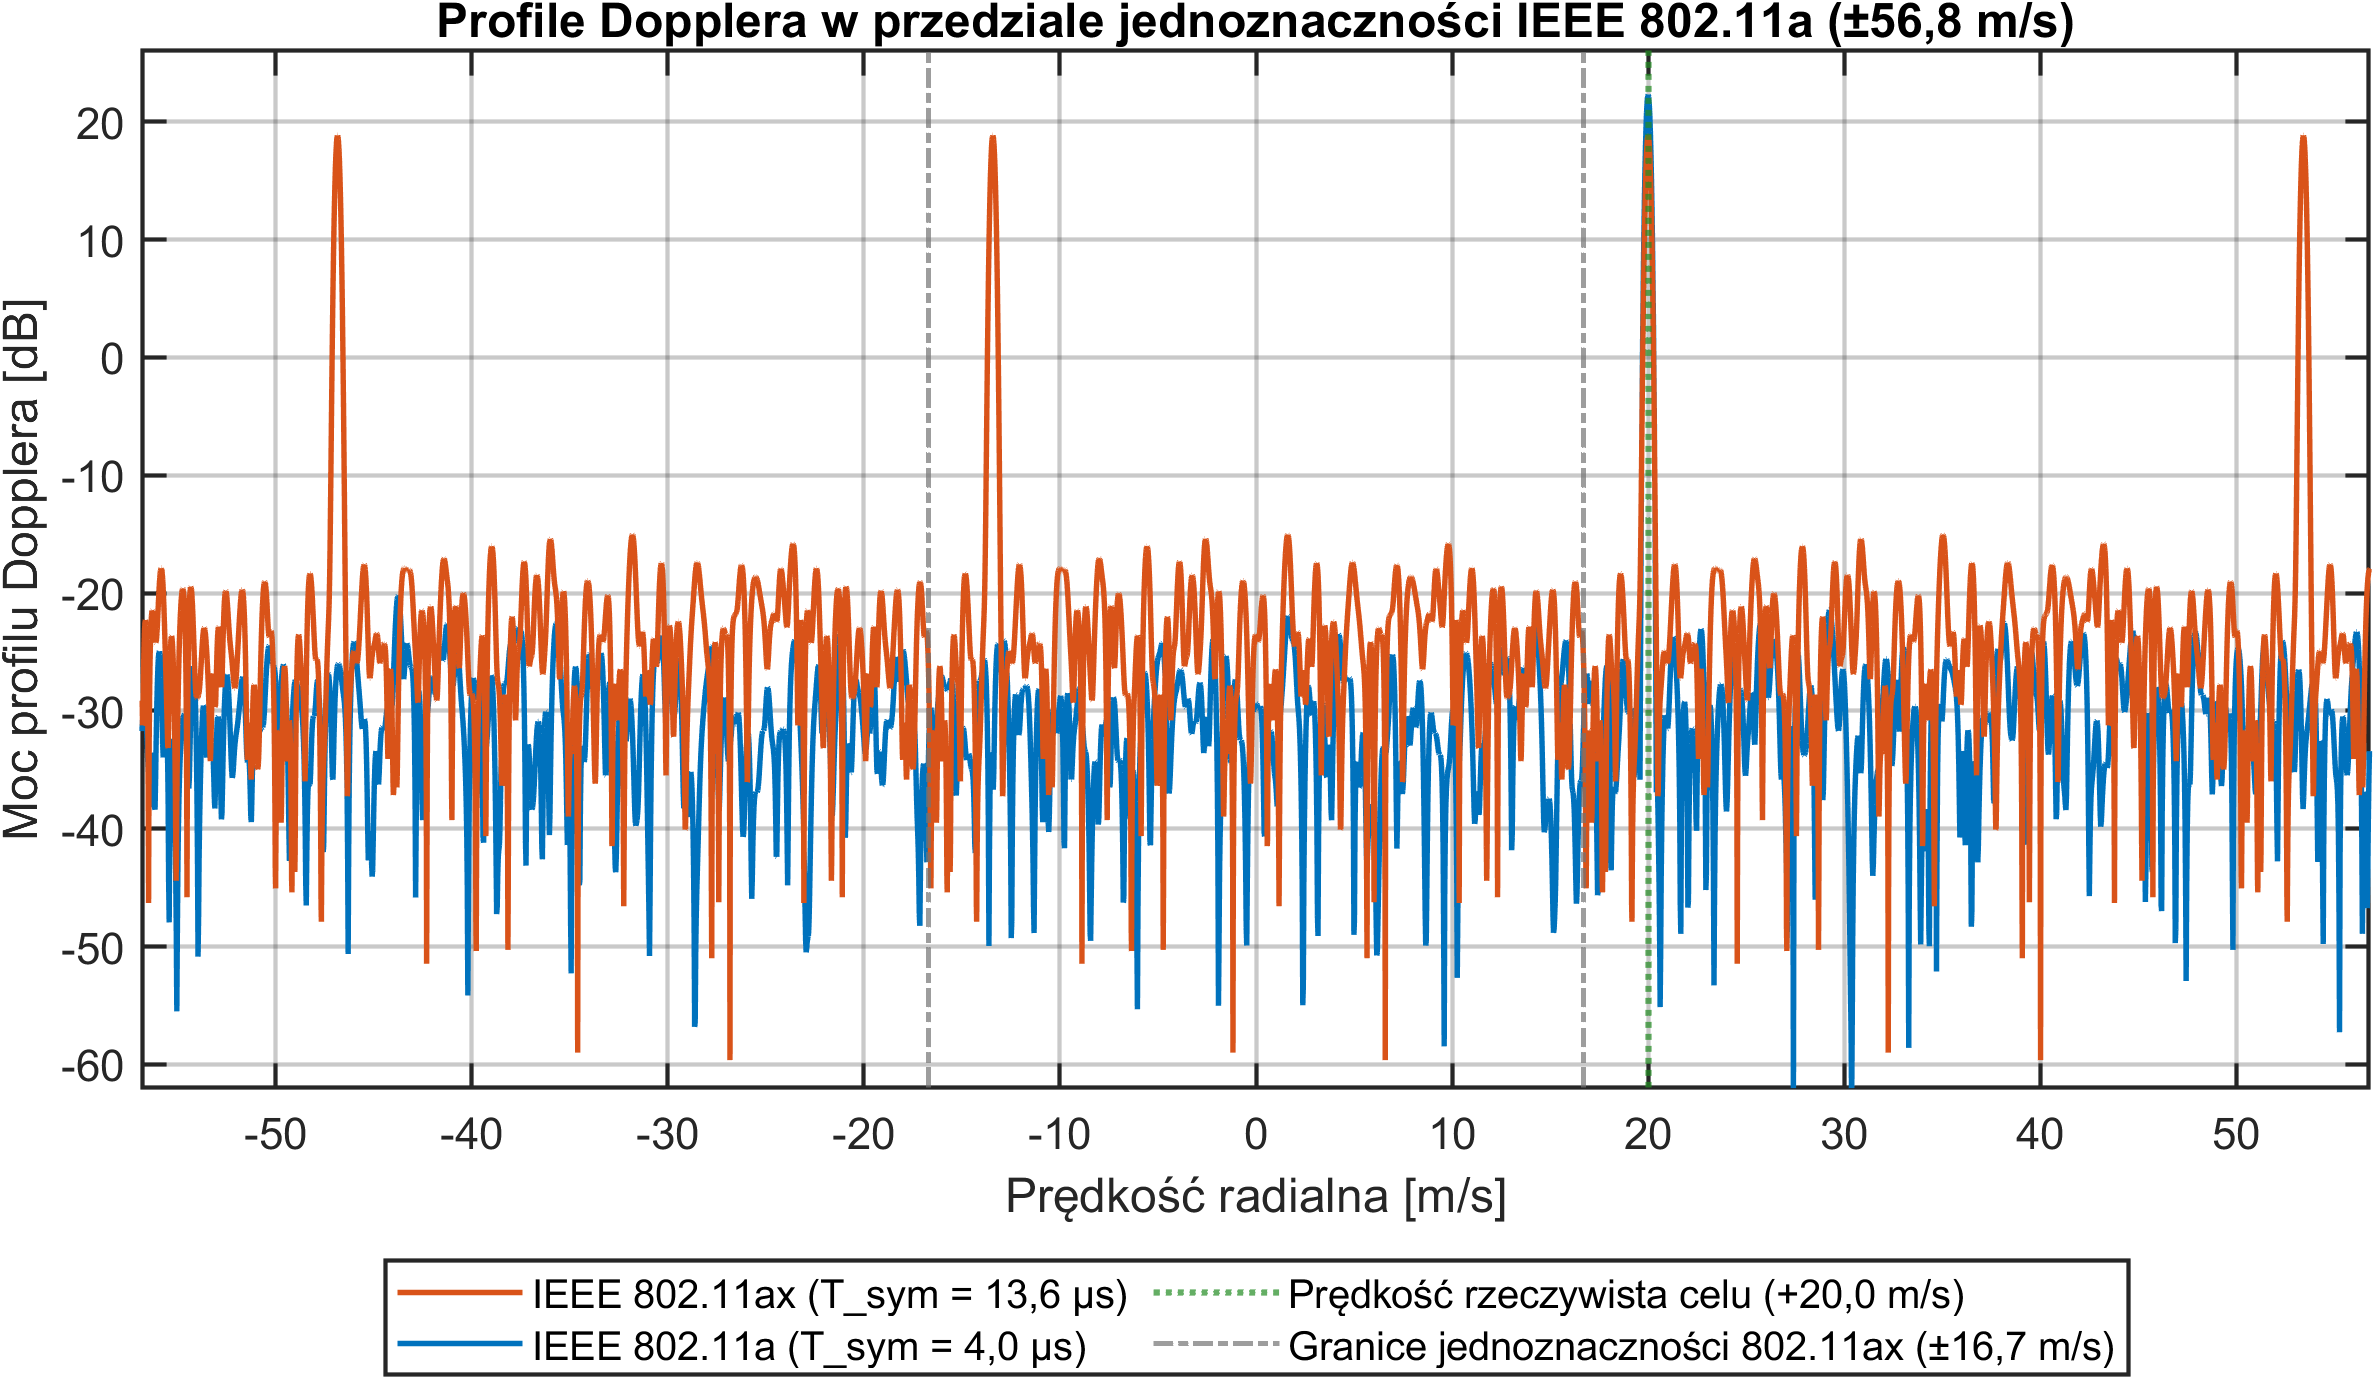 Profile Dopplera w przedziale jednoznaczności IEEE 802.11a (±56,8 m/s)
Moc profilu Dopplera [dB]
20
10
0
-10
-20
-30
-40
-50
-60
-50 -40 -30 -20 -10 0 10 20 30 40 50
Prędkość radialna [m/s]
IEEE 802.11ax (T_sym = 13,6 µs)
IEEE 802.11a (T_sym = 4,0 µs)
Prędkość rzeczywista celu (+20,0 m/s)
Granice jednoznaczności 802.11ax (±16,7 m/s)